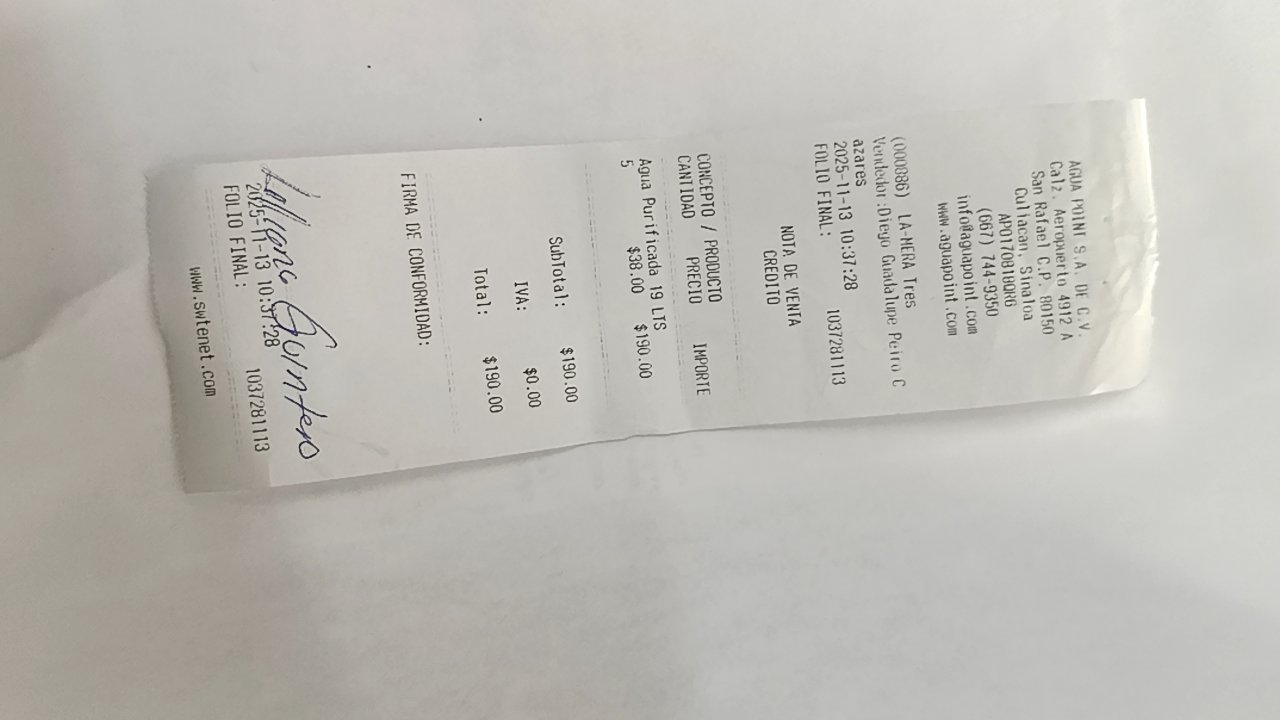 AGUA POINT S.A. DE C.V.
Calz. Aeropuerto 4912 A
San Rafael C.P. 80150
Culiacan, Sinaloa
APO170818QR6
(667) 744-9350
info@aguapoint.com
www.aguapoint.com
(000086) LA-MERA Tres
Vendedor:Diego Guadalupe Peiro C
azares
2025-11-13 10:37:28
FOLIO FINAL: 1037281113
NOTA DE VENTA
CREDITO
CONCEPTO / PRODUCTO
CANTIDAD PRECIO IMPORTE
Agua Purificada 19 LTS
5 $38.00 $190.00
SubTotal: $190.00
IVA: $0.00
Total: $190.00
FIRMA DE CONFORMIDAD:
Quintero
2025-11-13 10:37:28
FOLIO FINAL: 1037281113
www.swtenet.com